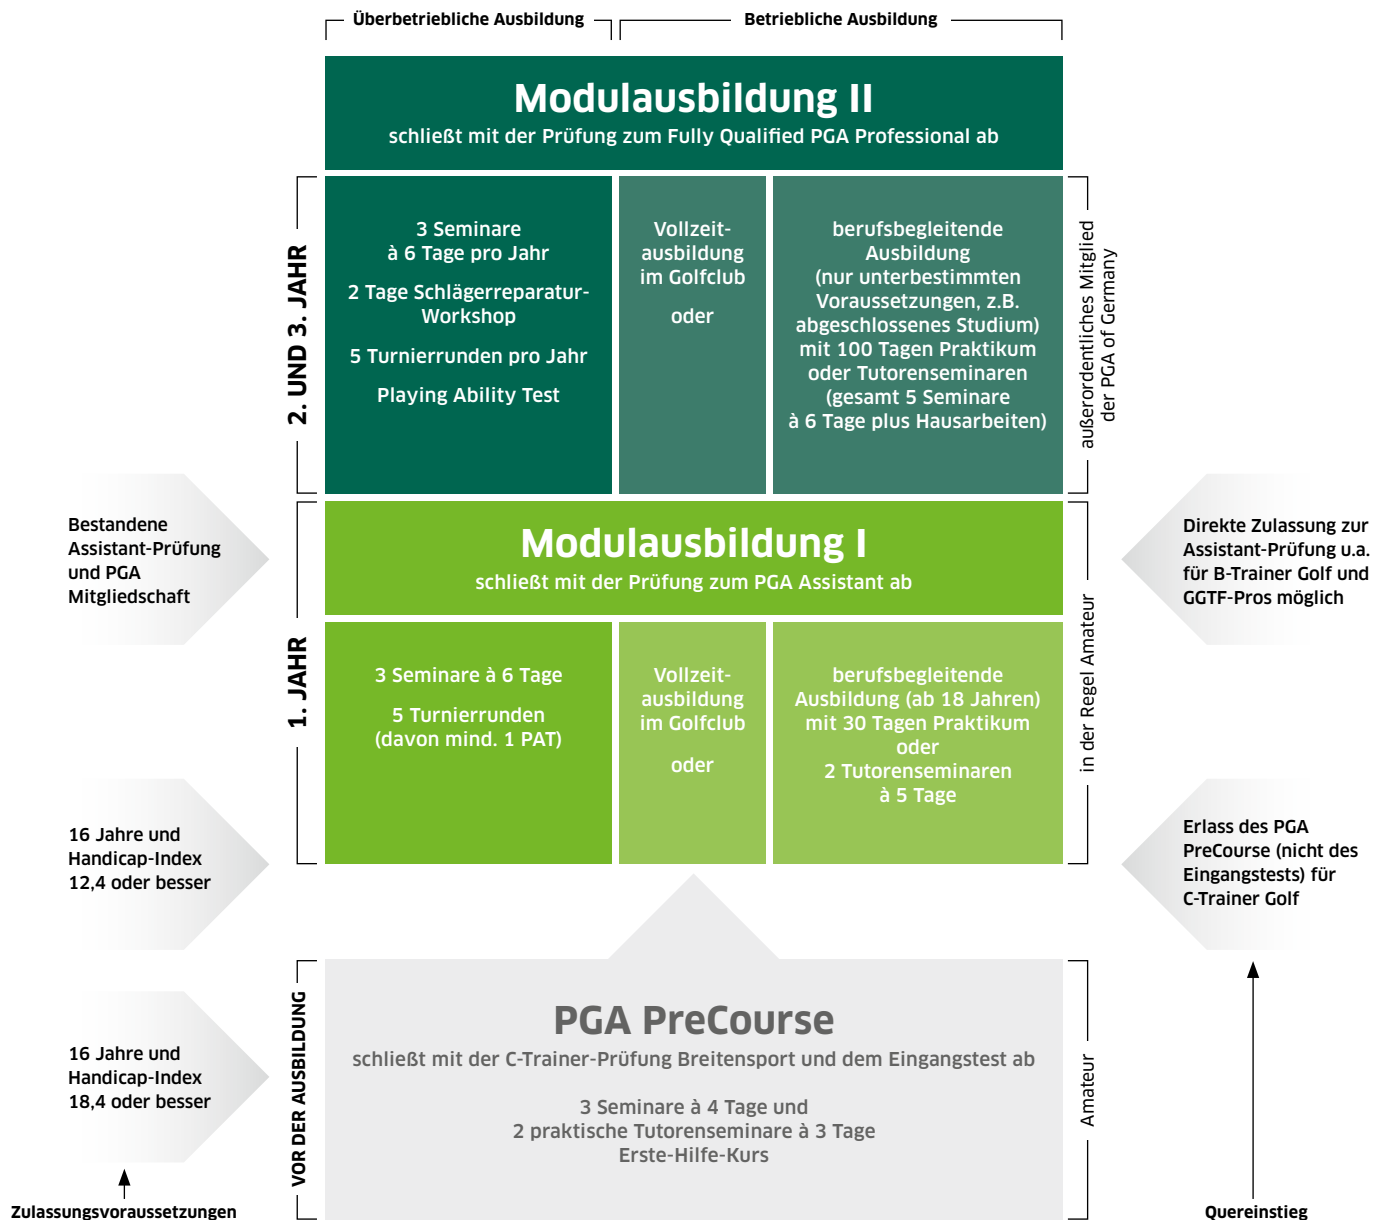 Überbetriebliche Ausbildung
Betriebliche Ausbildung
Modulausbildung II
schließt mit der Prüfung zum Fully Qualified PGA Professional ab
2. UND 3. JAHR
3 Seminare
à 6 Tage pro Jahr
2 Tage Schlägerreparatur-
Workshop
5 Turnierrunden pro Jahr
Playing Ability Test
Vollzeit-
ausbildung
im Golfclub
oder
berufsbegleitende
Ausbildung
(nur unterbestimmten
Voraussetzungen, z.B.
abgeschlossenes Studium)
mit 100 Tagen Praktikum
oder Tutorenseminaren
(gesamt 5 Seminare
à 6 Tage plus Hausarbeiten)
außerordentliches Mitglied
der PGA of Germany
Bestandene
Assistant-Prüfung
und PGA
Mitgliedschaft
Modulausbildung I
schließt mit der Prüfung zum PGA Assistant ab
Direkte Zulassung zur
Assistant-Prüfung u.a.
für B-Trainer Golf und
GGTF-Pros möglich
1. JAHR
3 Seminare à 6 Tage
5 Turnierrunden
(davon mind. 1 PAT)
Vollzeit-
ausbildung
im Golfclub
oder
berufsbegleitende
Ausbildung (ab 18 Jahren)
mit 30 Tagen Praktikum
oder
2 Tutorenseminaren
à 5 Tage
in der Regel Amateur
16 Jahre und
Handicap-Index
12,4 oder besser
Erlass des PGA
PreCourse (nicht des
Eingangstests) für
C-Trainer Golf
VOR DER AUSBILDUNG
PGA PreCourse
schließt mit der C-Trainer-Prüfung Breitensport und dem Eingangstest ab
3 Seminare à 4 Tage und
2 praktische Tutorenseminare à 3 Tage
Erste-Hilfe-Kurs
Amateur
16 Jahre und
Handicap-Index
18,4 oder besser
Zulassungsvoraussetzungen
Quereinstieg